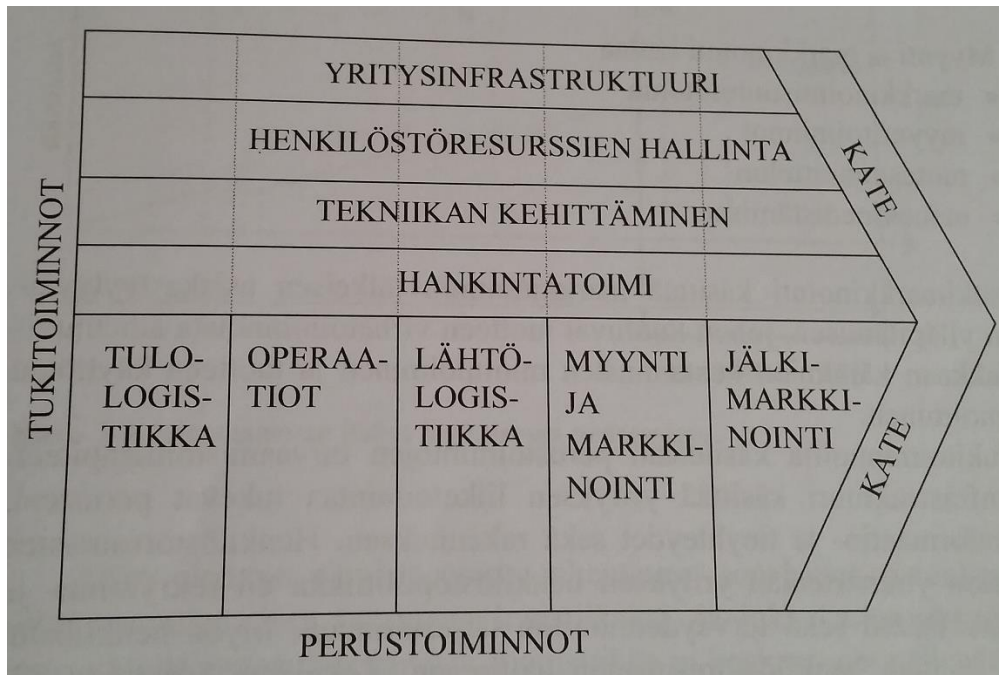 YRITYSINFRASTRUKTUURI
HENKILÖSTÖRESURSSIEN HALLINTA
TEKNIIKAN KEHITTÄMINEN
HANKINTATOIMI
TUKITOIMINNOT
KATE
TULO-
LOGIS-
TIIKKA
OPERAA-
TIOT
LÄHTÖ-
LOGIS-
TIIKKA
MYYNTI
JA
MARKKI-
NOINTI
JÄLKI-
MARKKI-
NOINTI
KATE
PERUSTOIMINNOT